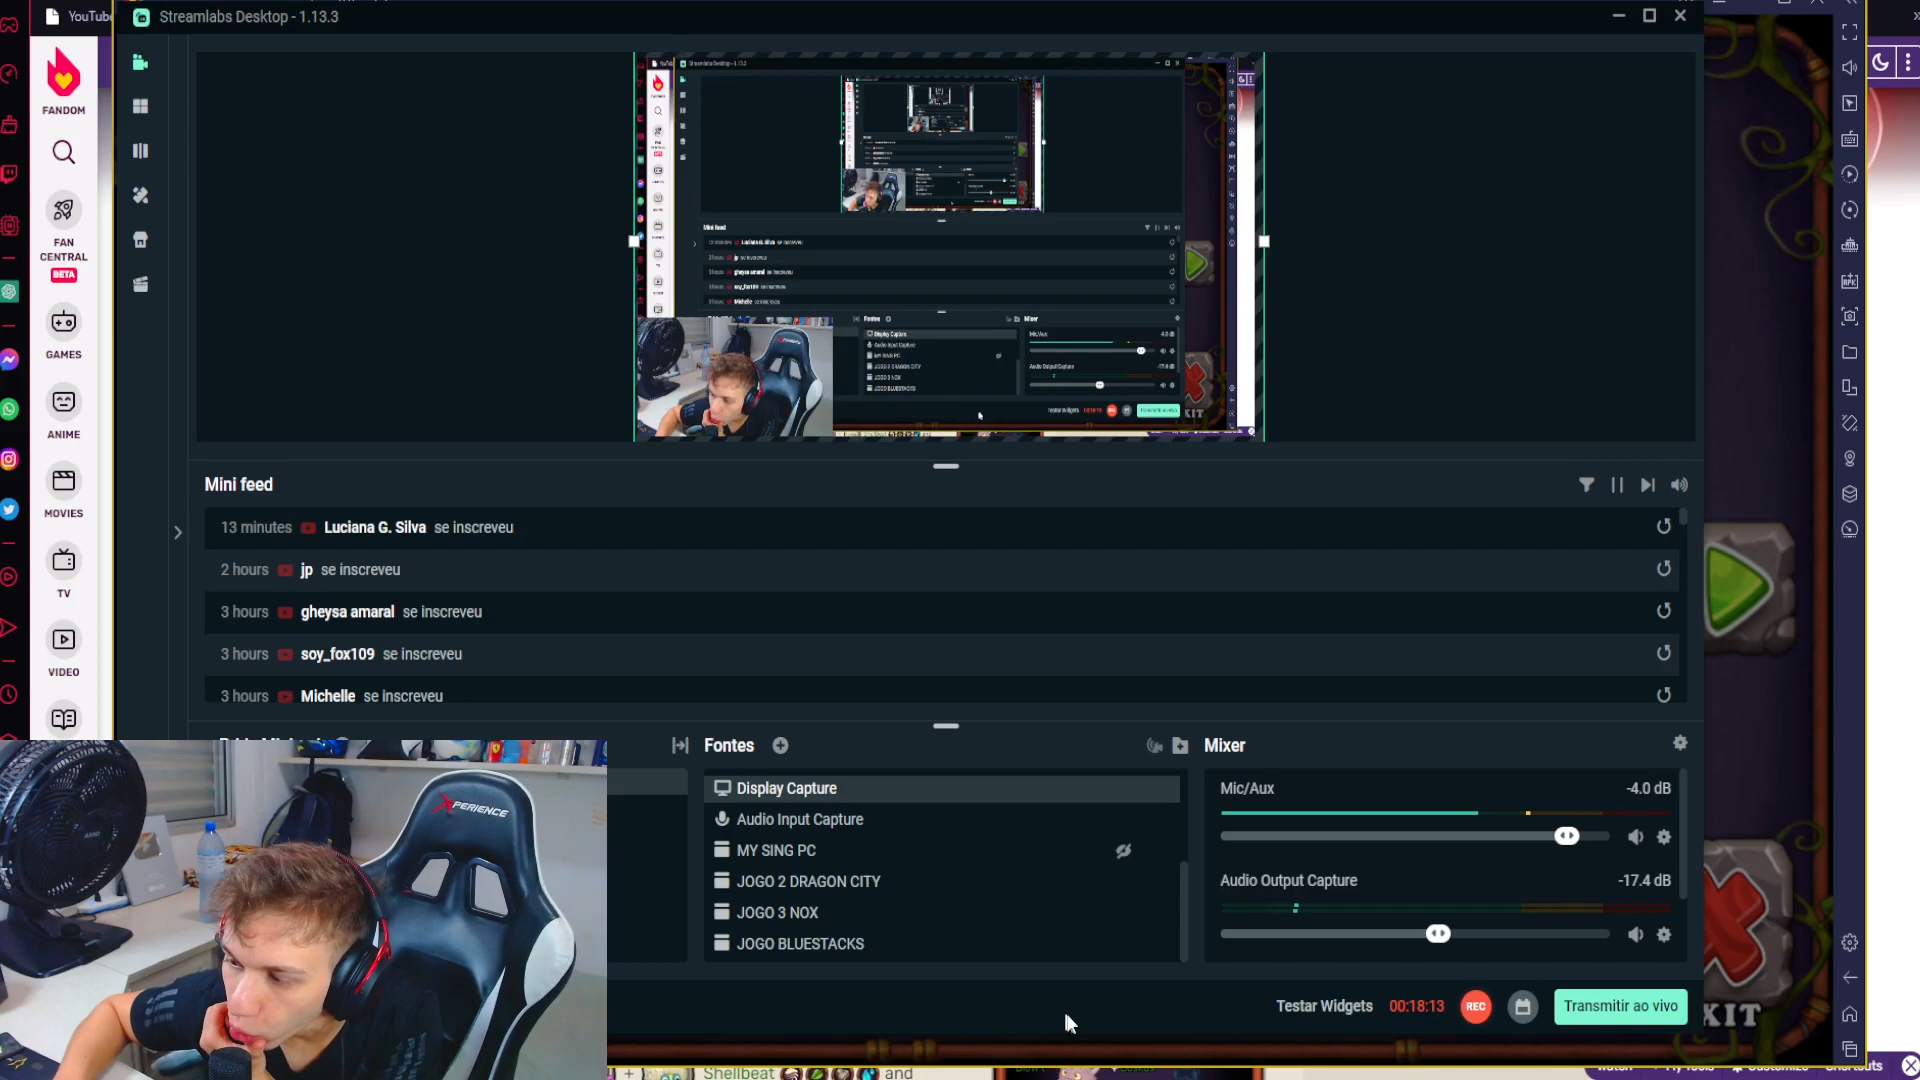 YouTube
Streamlabs Desktop - 1.13.3
FANDOM
FAN
CENTRAL
BETA
GAMES
ANIME
MOVIES
TV
VIDEO
Mini feed
13 minutes Luciana G. Silva se inscreveu
2 hours jp se inscreveu
3 hours gheysa amaral se inscreveu
3 hours soy_fox109 se inscreveu
3 hours Michelle se inscreveu
Fontes
Display Capture
Audio Input Capture
MY SING PC
JOGO 2 DRAGON CITY
JOGO 3 NOX
JOGO BLUESTACKS
Mixer
Mic/Aux -4.0 dB
Audio Output Capture -17.4 dB
Testar Widgets 00:18:13 REC Transmitir ao vivo
XPERIENCE
Shellbeat and